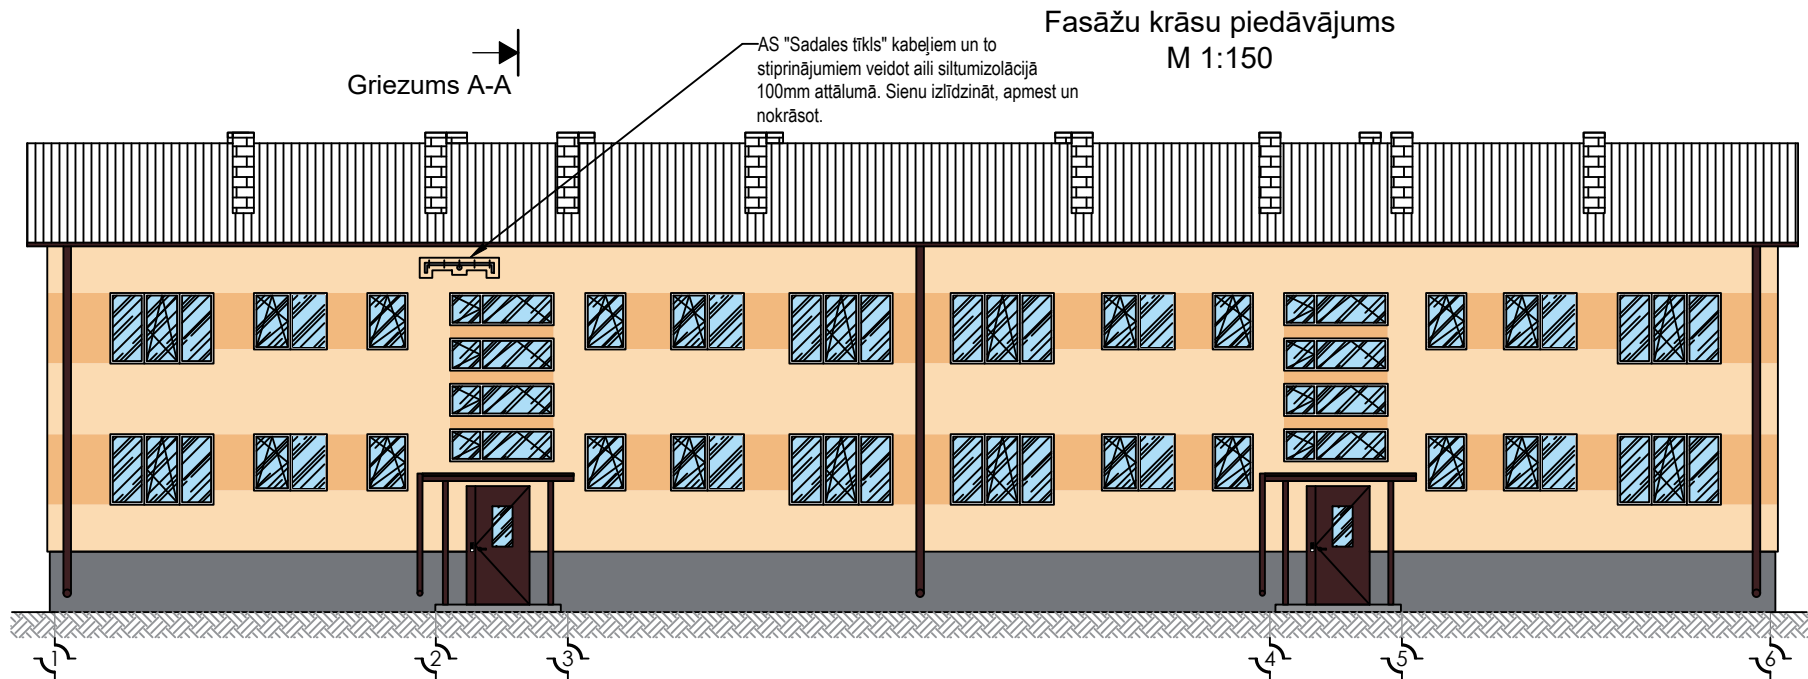 Fasāžu krāsu piedāvājums
M 1:150
AS "Sadales tīkls" kabeļiem un to
stiprinājumiem veidot aili siltumizolācijā
100mm attālumā. Sienu izlīdzināt, apmest un
nokrāsot.
Griezums A-A
1
2
3
4
5
6